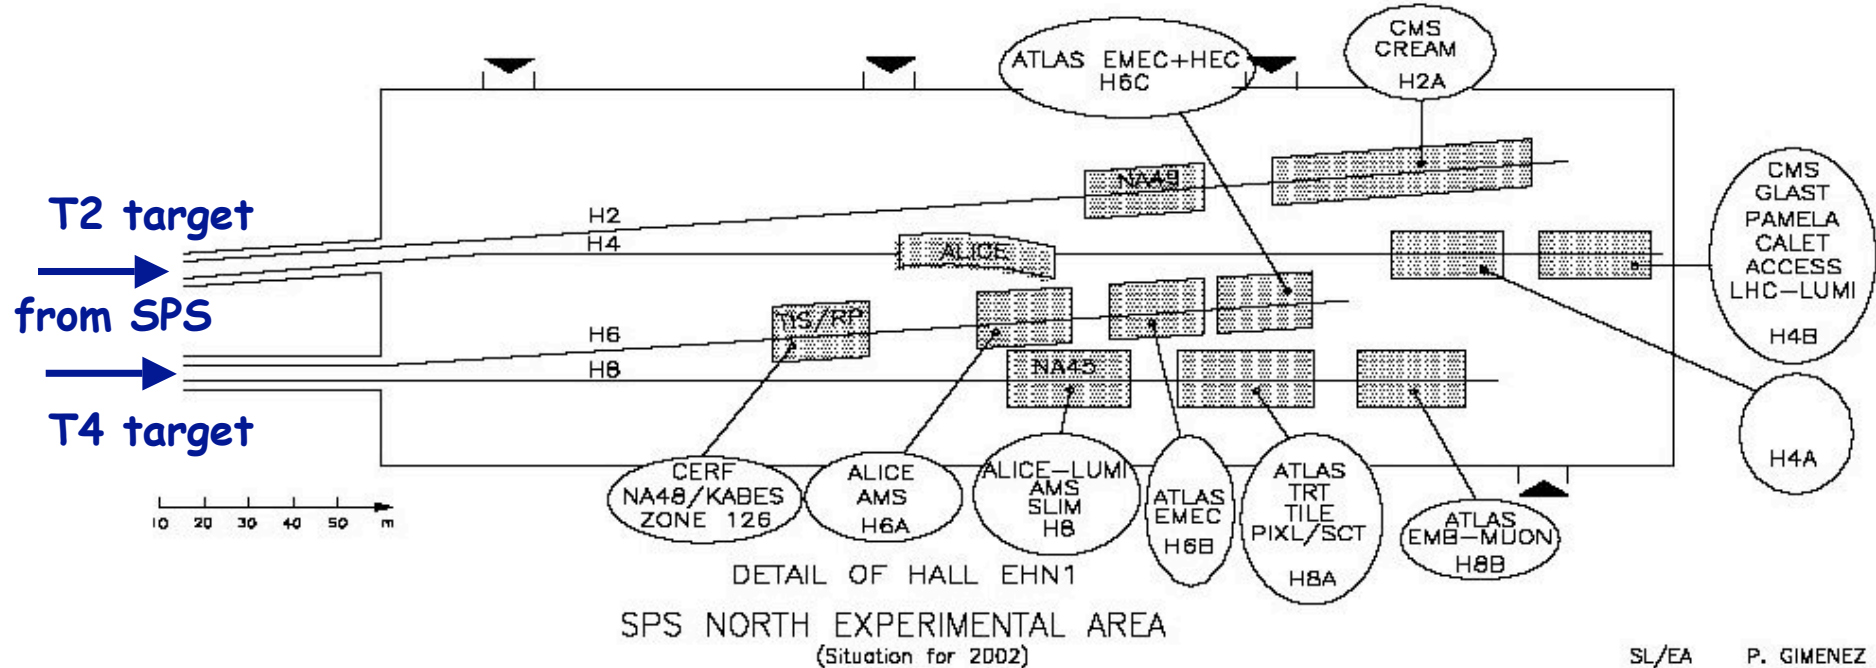 ATLAS EMEC+HEC
H6C
CMS
CREAM
H2A
T2 target
from SPS
T4 target
H2
H4
H6
H8
NA49
ALICE
TIS/RP
NA45
CMS
GLAST
PAMELA
CALET
ACCESS
LHC-LUMI
H4B
H4A
CERF
NA48/KABES
ZONE 126
ALICE
AMS
H6A
ALICE-LUMI
AMS
SLIM
H8
ATLAS
EMEC
H6B
ATLAS
TRT
TILE
PIXL/SCT
H8A
ATLAS
EMB-MUON
H8B
10 20 30 40 50 m
DETAIL OF HALL EHN1
SPS NORTH EXPERIMENTAL AREA
(Situation for 2002)
SL/EA P. GIMENEZ